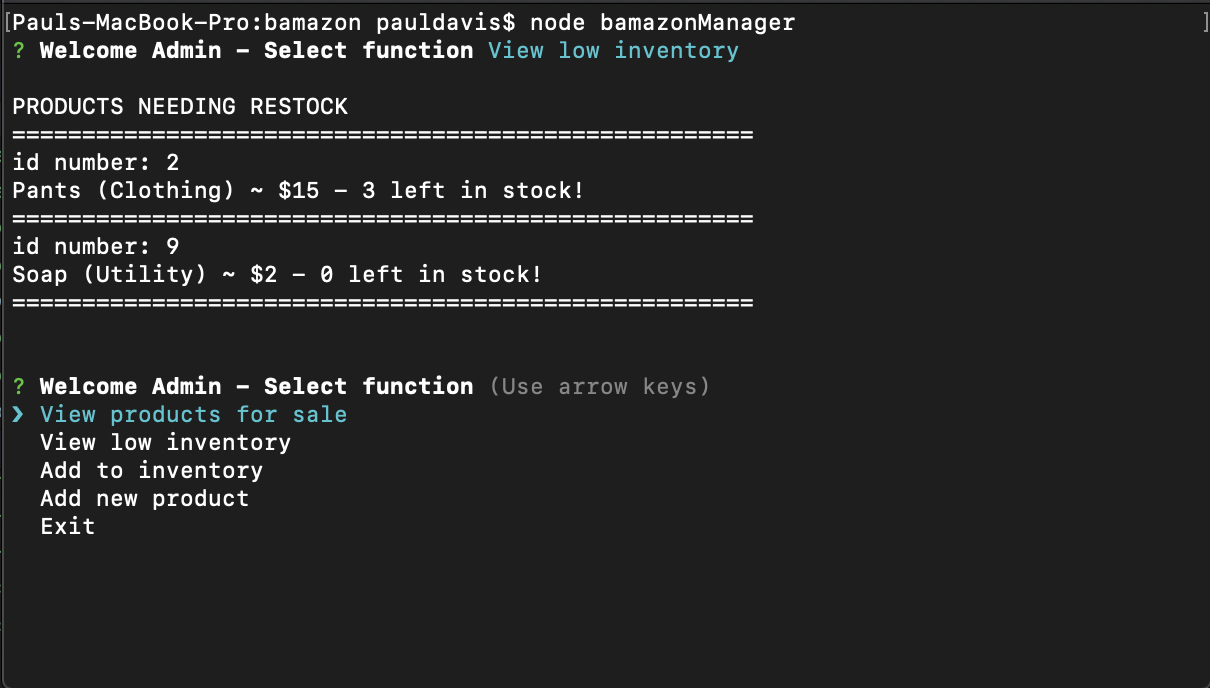 [Pauls-MacBook-Pro:bamazon pauldavis$ node bamazonManager ]
? Welcome Admin - Select function View low inventory
PRODUCTS NEEDING RESTOCK
=====================================================
id number: 2
Pants (Clothing) ~ $15 - 3 left in stock!
=====================================================
id number: 9
Soap (Utility) ~ $2 - 0 left in stock!
=====================================================
? Welcome Admin - Select function (Use arrow keys)
❯ View products for sale
View low inventory
Add to inventory
Add new product
Exit